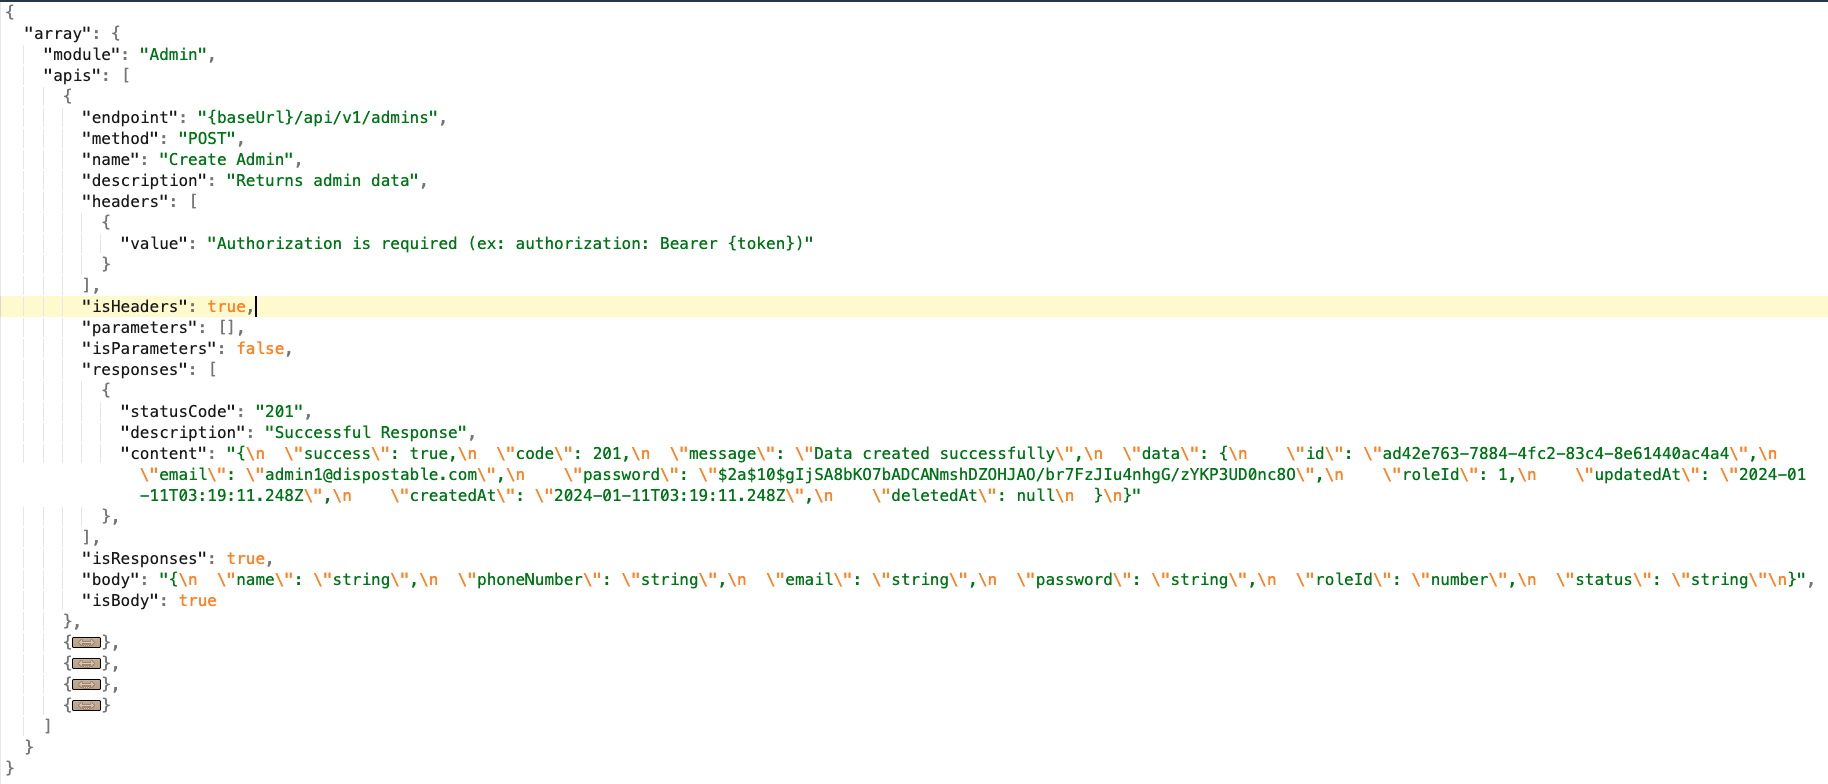 {
"array": {
"module": "Admin",
"apis": [
{
"endpoint": "{baseUrl}/api/v1/admins",
"method": "POST",
"name": "Create Admin",
"description": "Returns admin data",
"headers": [
{
"value": "Authorization is required (ex: authorization: Bearer {token})"
}
],
"isHeaders": true,
"parameters": [],
"isParameters": false,
"responses": [
{
"statusCode": "201",
"description": "Successful Response",
"content": "{\n  \"success\": true,\n  \"code\": 201,\n  \"message\": \"Data created successfully\",\n  \"data\": {\n    \"id\": \"ad42e763-7884-4fc2-83c4-8e61440ac4a4\",\n
\"email\": \"admin1@dispostable.com\",\n    \"password\": \"$2a$10$gIjSA8bKO7bADCANmshDZOHJAO/br7FzJIu4nhgG/zYKP3UD0nc8O\",\n    \"roleId\": 1,\n    \"updatedAt\": \"2024-01
-11T03:19:11.248Z\",\n    \"createdAt\": \"2024-01-11T03:19:11.248Z\",\n    \"deletedAt\": null\n  }\n}"
},
],
"isResponses": true,
"body": "{\n  \"name\": \"string\",\n  \"phoneNumber\": \"string\",\n  \"email\": \"string\",\n  \"password\": \"string\",\n  \"roleId\": \"number\",\n  \"status\": \"string\"\n}",
"isBody": true
},
{},
{},
{},
{}
]
}
}